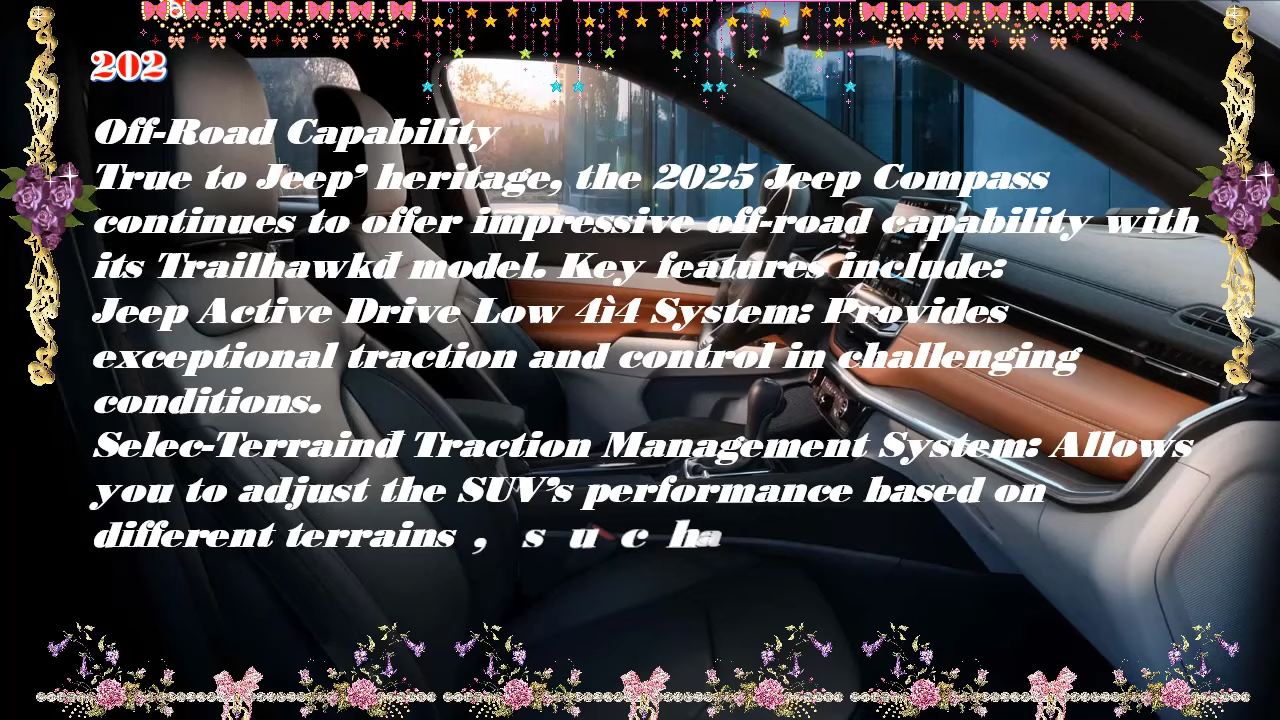 202
Off-Road Capability
True to Jeep’ heritage, the 2025 Jeep Compass
continues to offer impressive off-road capability with
its Trailhawkđ model. Key features include:
Jeep Active Drive Low 4ì4 System: Provides
exceptional traction and control in challenging
conditions.
Selec-Terrainđ Traction Management System: Allows
you to adjust the SUV’s performance based on
different terrains , s u c h a